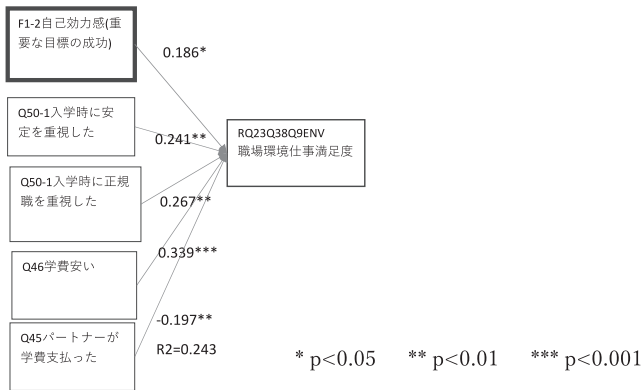 F1-2自己効力感(重
要な目標の成功)
0.186*
Q50-1入学時に安
定を重視した
0.241**
RQ23Q38Q9ENV
職場環境仕事満足度
Q50-1入学時に正規
職を重視した
0.267**
0.339***
Q46学費安い
-0.197**
Q45パートナーが
学費支払った
R2=0.243
* p<0.05 ** p<0.01 *** p<0.001